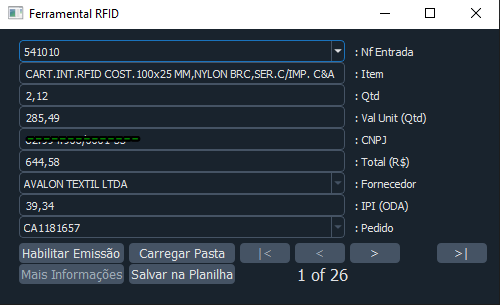 Ferramental RFID
541010 : Nf Entrada
CART.INT.RFID COST.100x25 MM,NYLON BRC,SER.C/IMP. C&A : Item
2,12 : Qtd
285,49 : Val Unit (Qtd)
: CNPJ
644,58 : Total (R$)
AVALON TEXTIL LTDA : Fornecedor
39,34 : IPI (ODA)
CA1181657 : Pedido
Habilitar Emissão Carregar Pasta |< < > >|
Mais Informações Salvar na Planilha 1 of 26